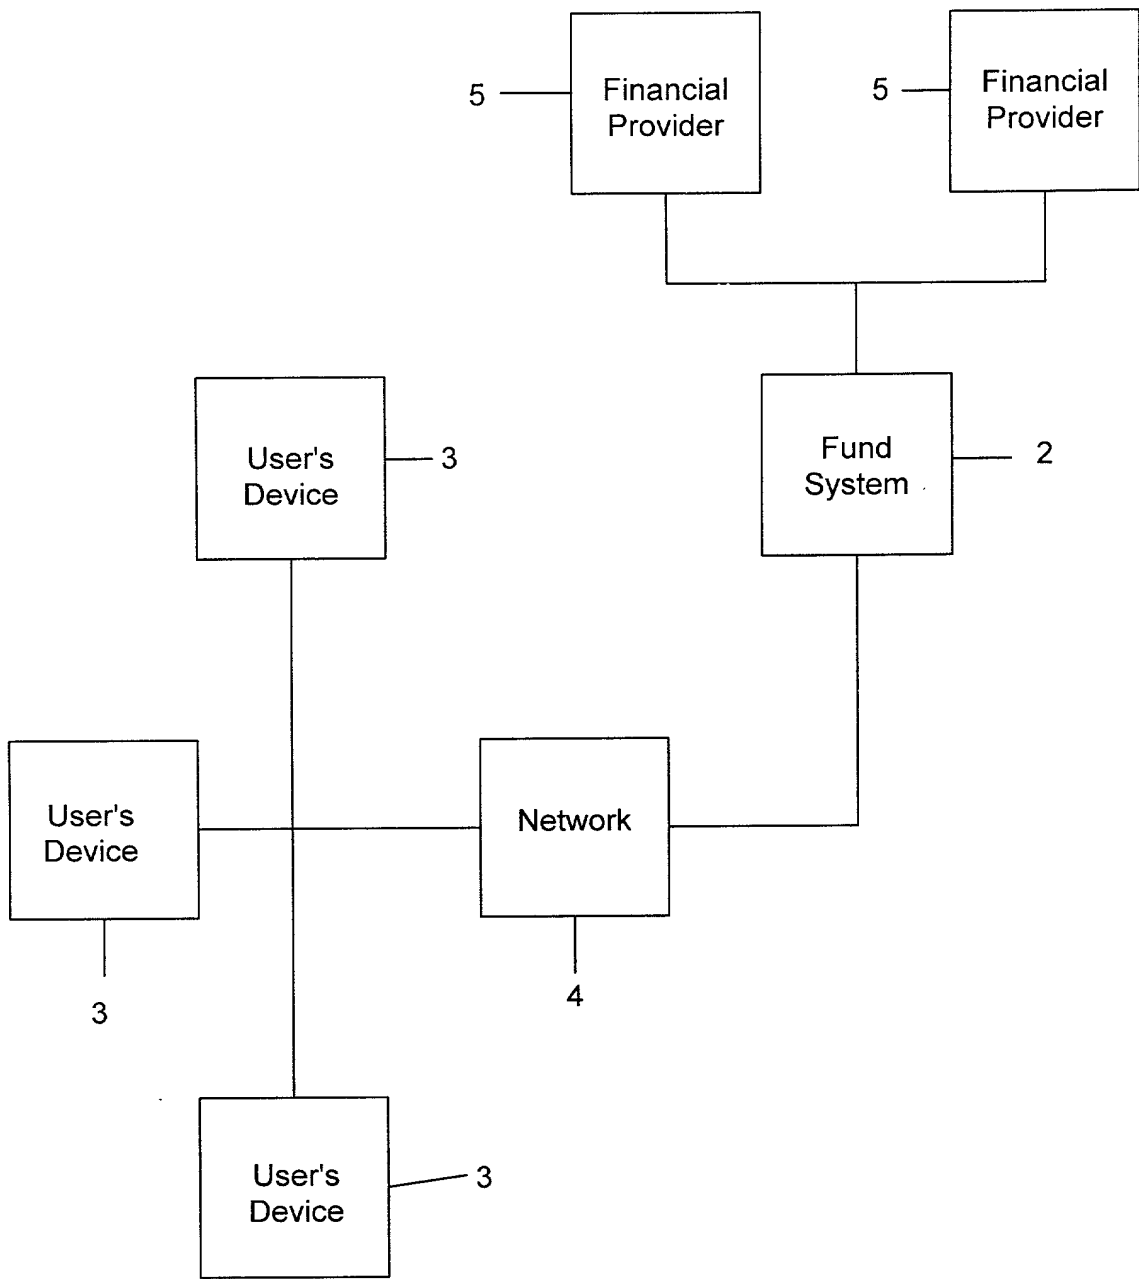 5
Financial
Provider
5
Financial
Provider
User's
Device
3
Fund
System
2
User's
Device
3
Network
4
User's
Device
3